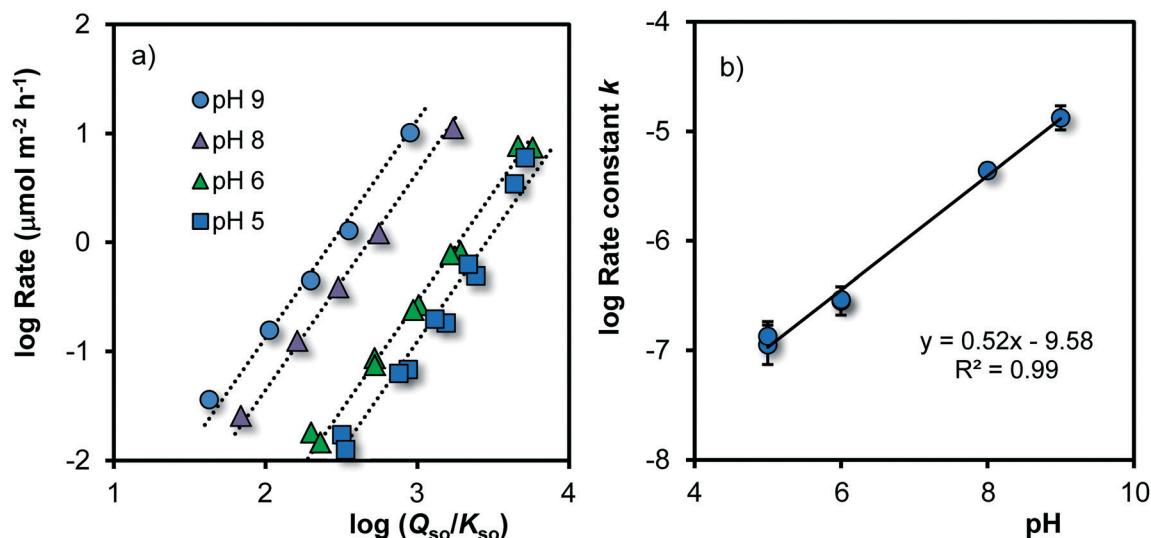 a)
log Rate (μmol m⁻² h⁻¹)
2
1
0
-1
-2
pH 9
pH 8
pH 6
pH 5
1
2
3
4
log (Qso/Kso)
b)
log Rate constant k
-4
-5
-6
-7
-8
y = 0.52x - 9.58
R² = 0.99
4
6
8
10
pH